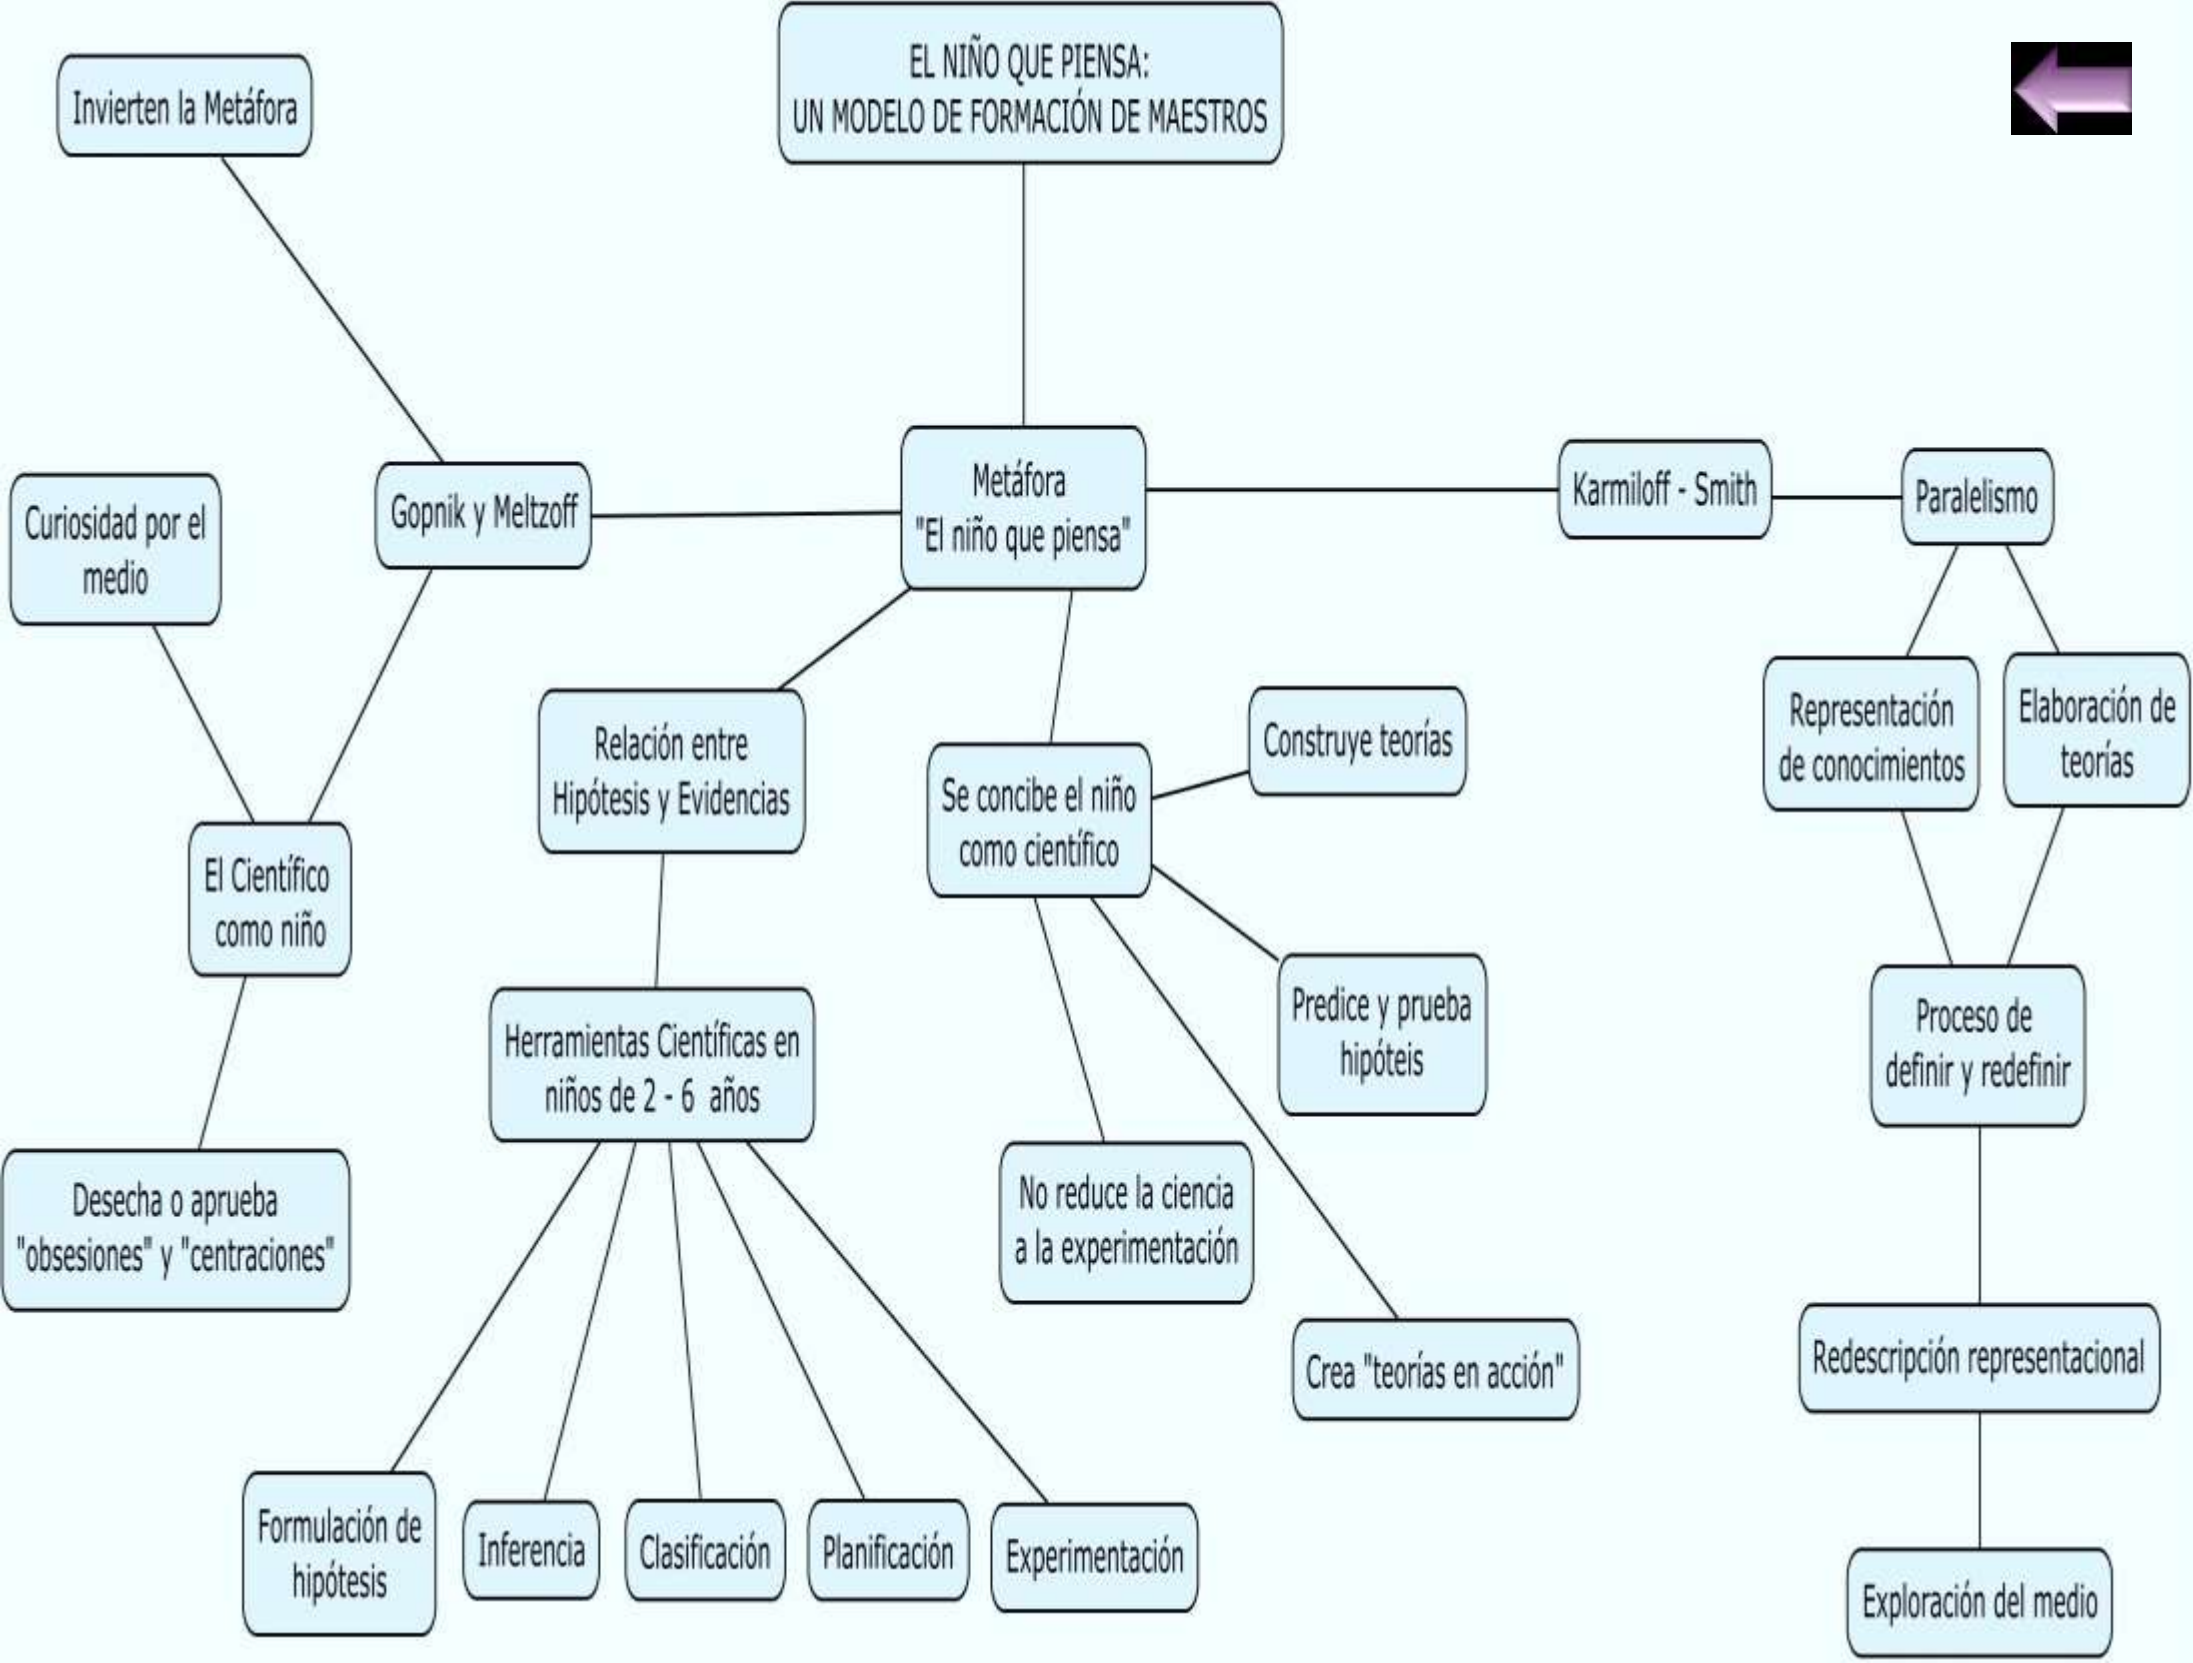 EL NIÑO QUE PIENSA:
UN MODELO DE FORMACIÓN DE MAESTROS
Invierten la Metáfora
Metáfora
"El niño que piensa"
Gopnik y Meltzoff
Karmiloff - Smith
Paralelismo
Curiosidad por el
medio
Relación entre
Hipótesis y Evidencias
Se concibe el niño
como científico
Construye teorías
Representación
de conocimientos
Elaboración de
teorías
El Científico
como niño
Herramientas Científicas en
niños de 2 - 6 años
Predice y prueba
hipóteis
Proceso de
definir y redefinir
Desecha o aprueba
"obsesiones" y "centraciones"
No reduce la ciencia
a la experimentación
Crea "teorías en acción"
Redescripción representacional
Formulación de
hipótesis
Inferencia
Clasificación
Planificación
Experimentación
Exploración del medio